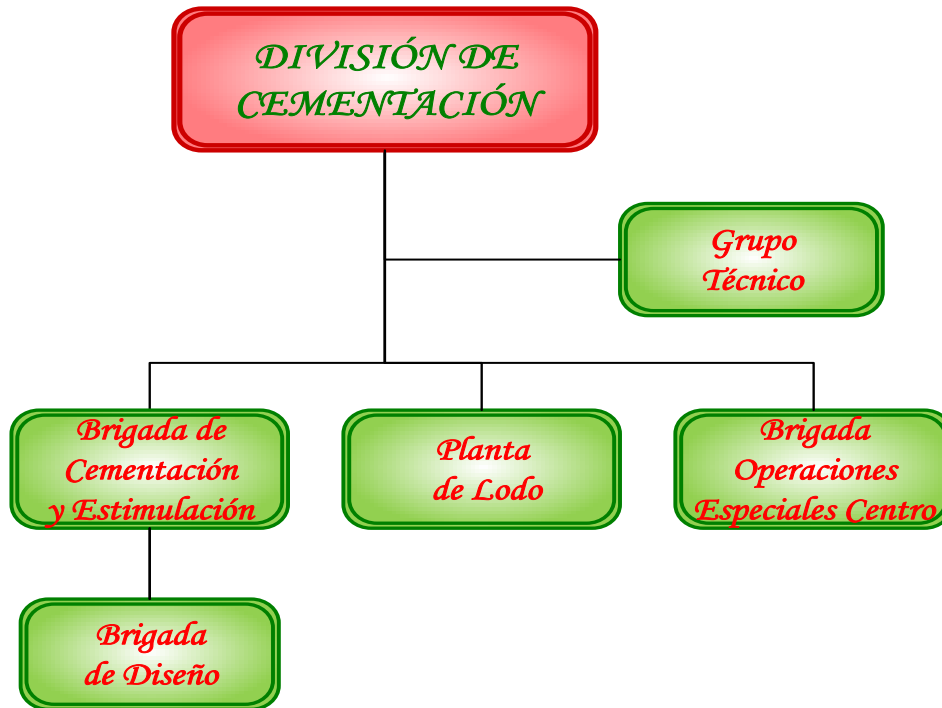 DIVISIÓN DE
CEMENTACIÓN
Grupo
Técnico
Brigada de
Cementación
y Estimulación
Planta
de Lodo
Brigada
Operaciones
Especiales Centro
Brigada
de Diseño